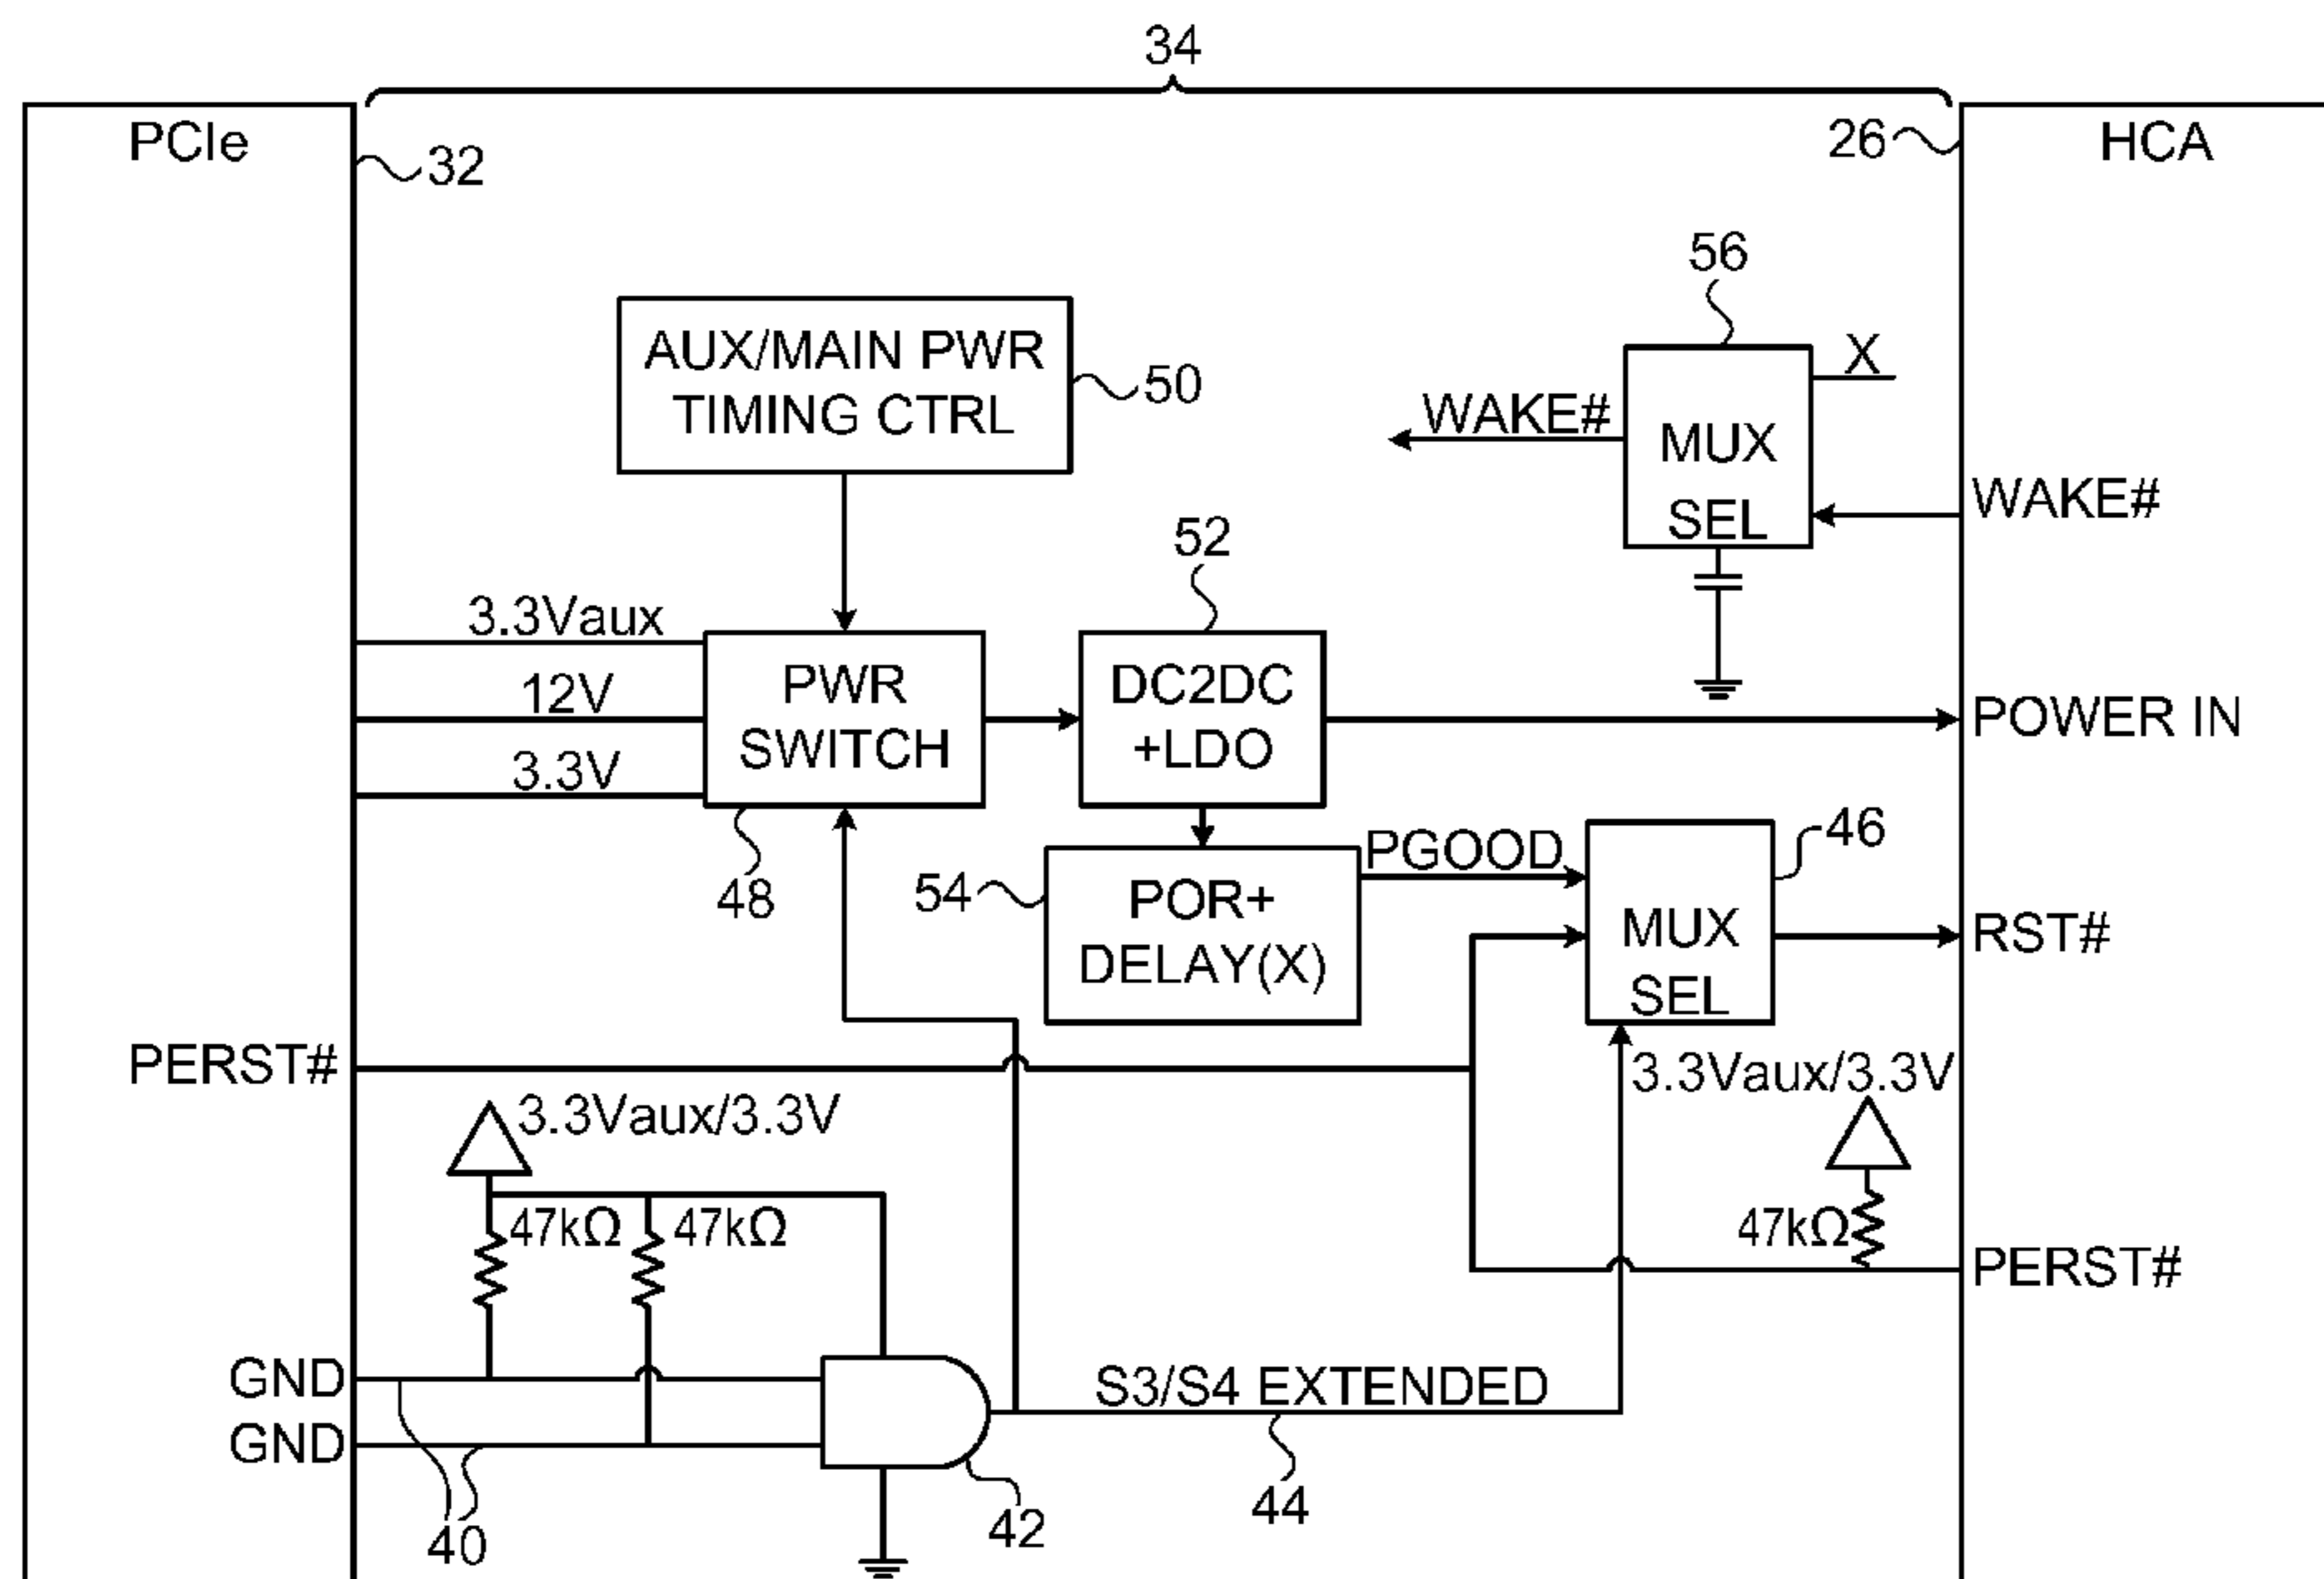 34
PCIe
32
26
HCA
56
AUX/MAIN PWR
TIMING CTRL
50
X
WAKE#
MUX
SEL
WAKE#
52
3.3Vaux
12V
3.3V
PWR
SWITCH
48
DC2DC
+LDO
POWER IN
54
POR+
DELAY(X)
PGOOD
46
MUX
SEL
RST#
PERST#
3.3Vaux/3.3V
3.3Vaux/3.3V
47kΩ
47kΩ
47kΩ
PERST#
GND
GND
40
42
S3/S4 EXTENDED
44